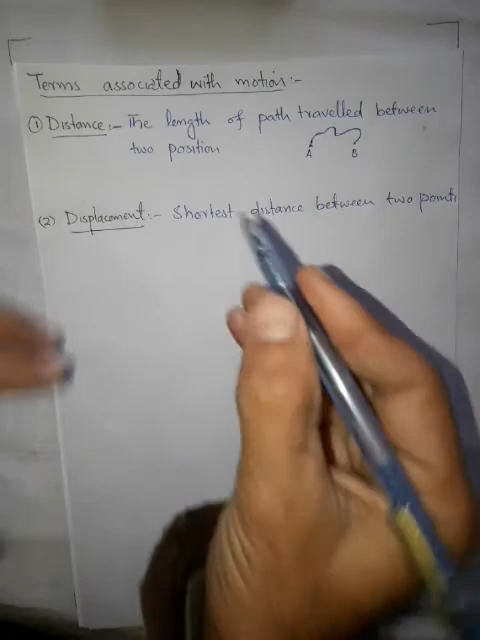 Terms associated with motion:-
① Distance:- The length of path travelled between
two position
A B
(2) Displacement:- Shortest distance between two points